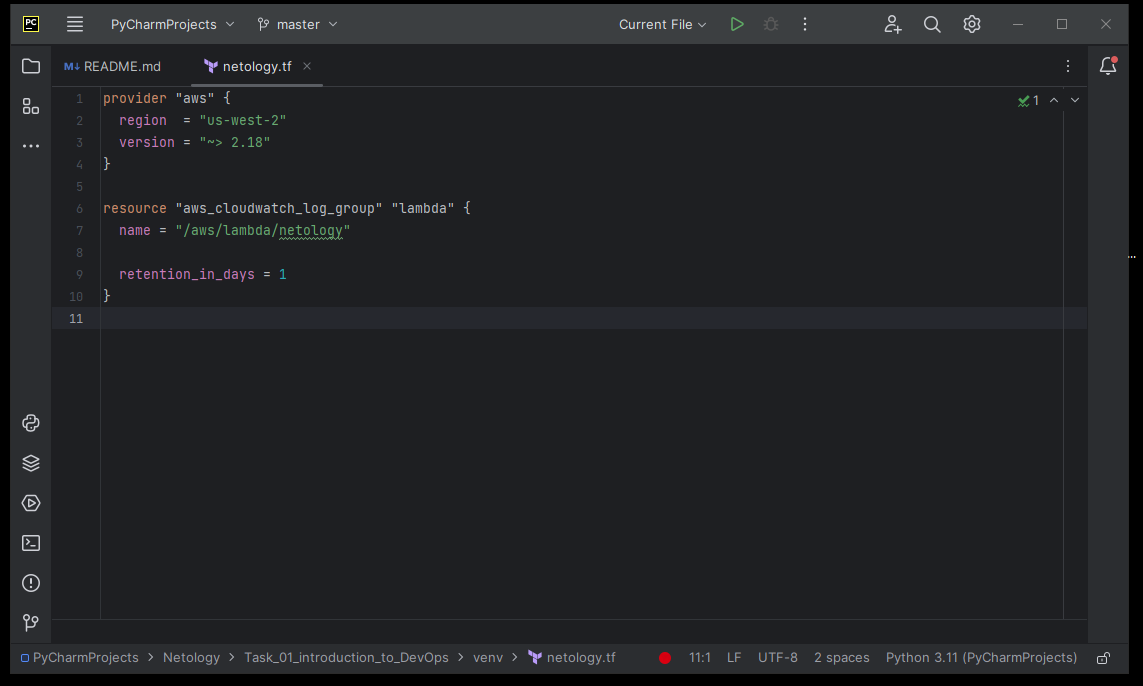 PC PyCharmProjects master Current File
M↓ README.md netology.tf
1 provider "aws" { 1
2   region  = "us-west-2"
3   version = "~> 2.18"
4 }
5
6 resource "aws_cloudwatch_log_group" "lambda" {
7   name = "/aws/lambda/netology"
8
9   retention_in_days = 1
10 }
11
PyCharmProjects > Netology > Task_01_introduction_to_DevOps > venv > netology.tf 11:1 LF UTF-8 2 spaces Python 3.11 (PyCharmProjects)